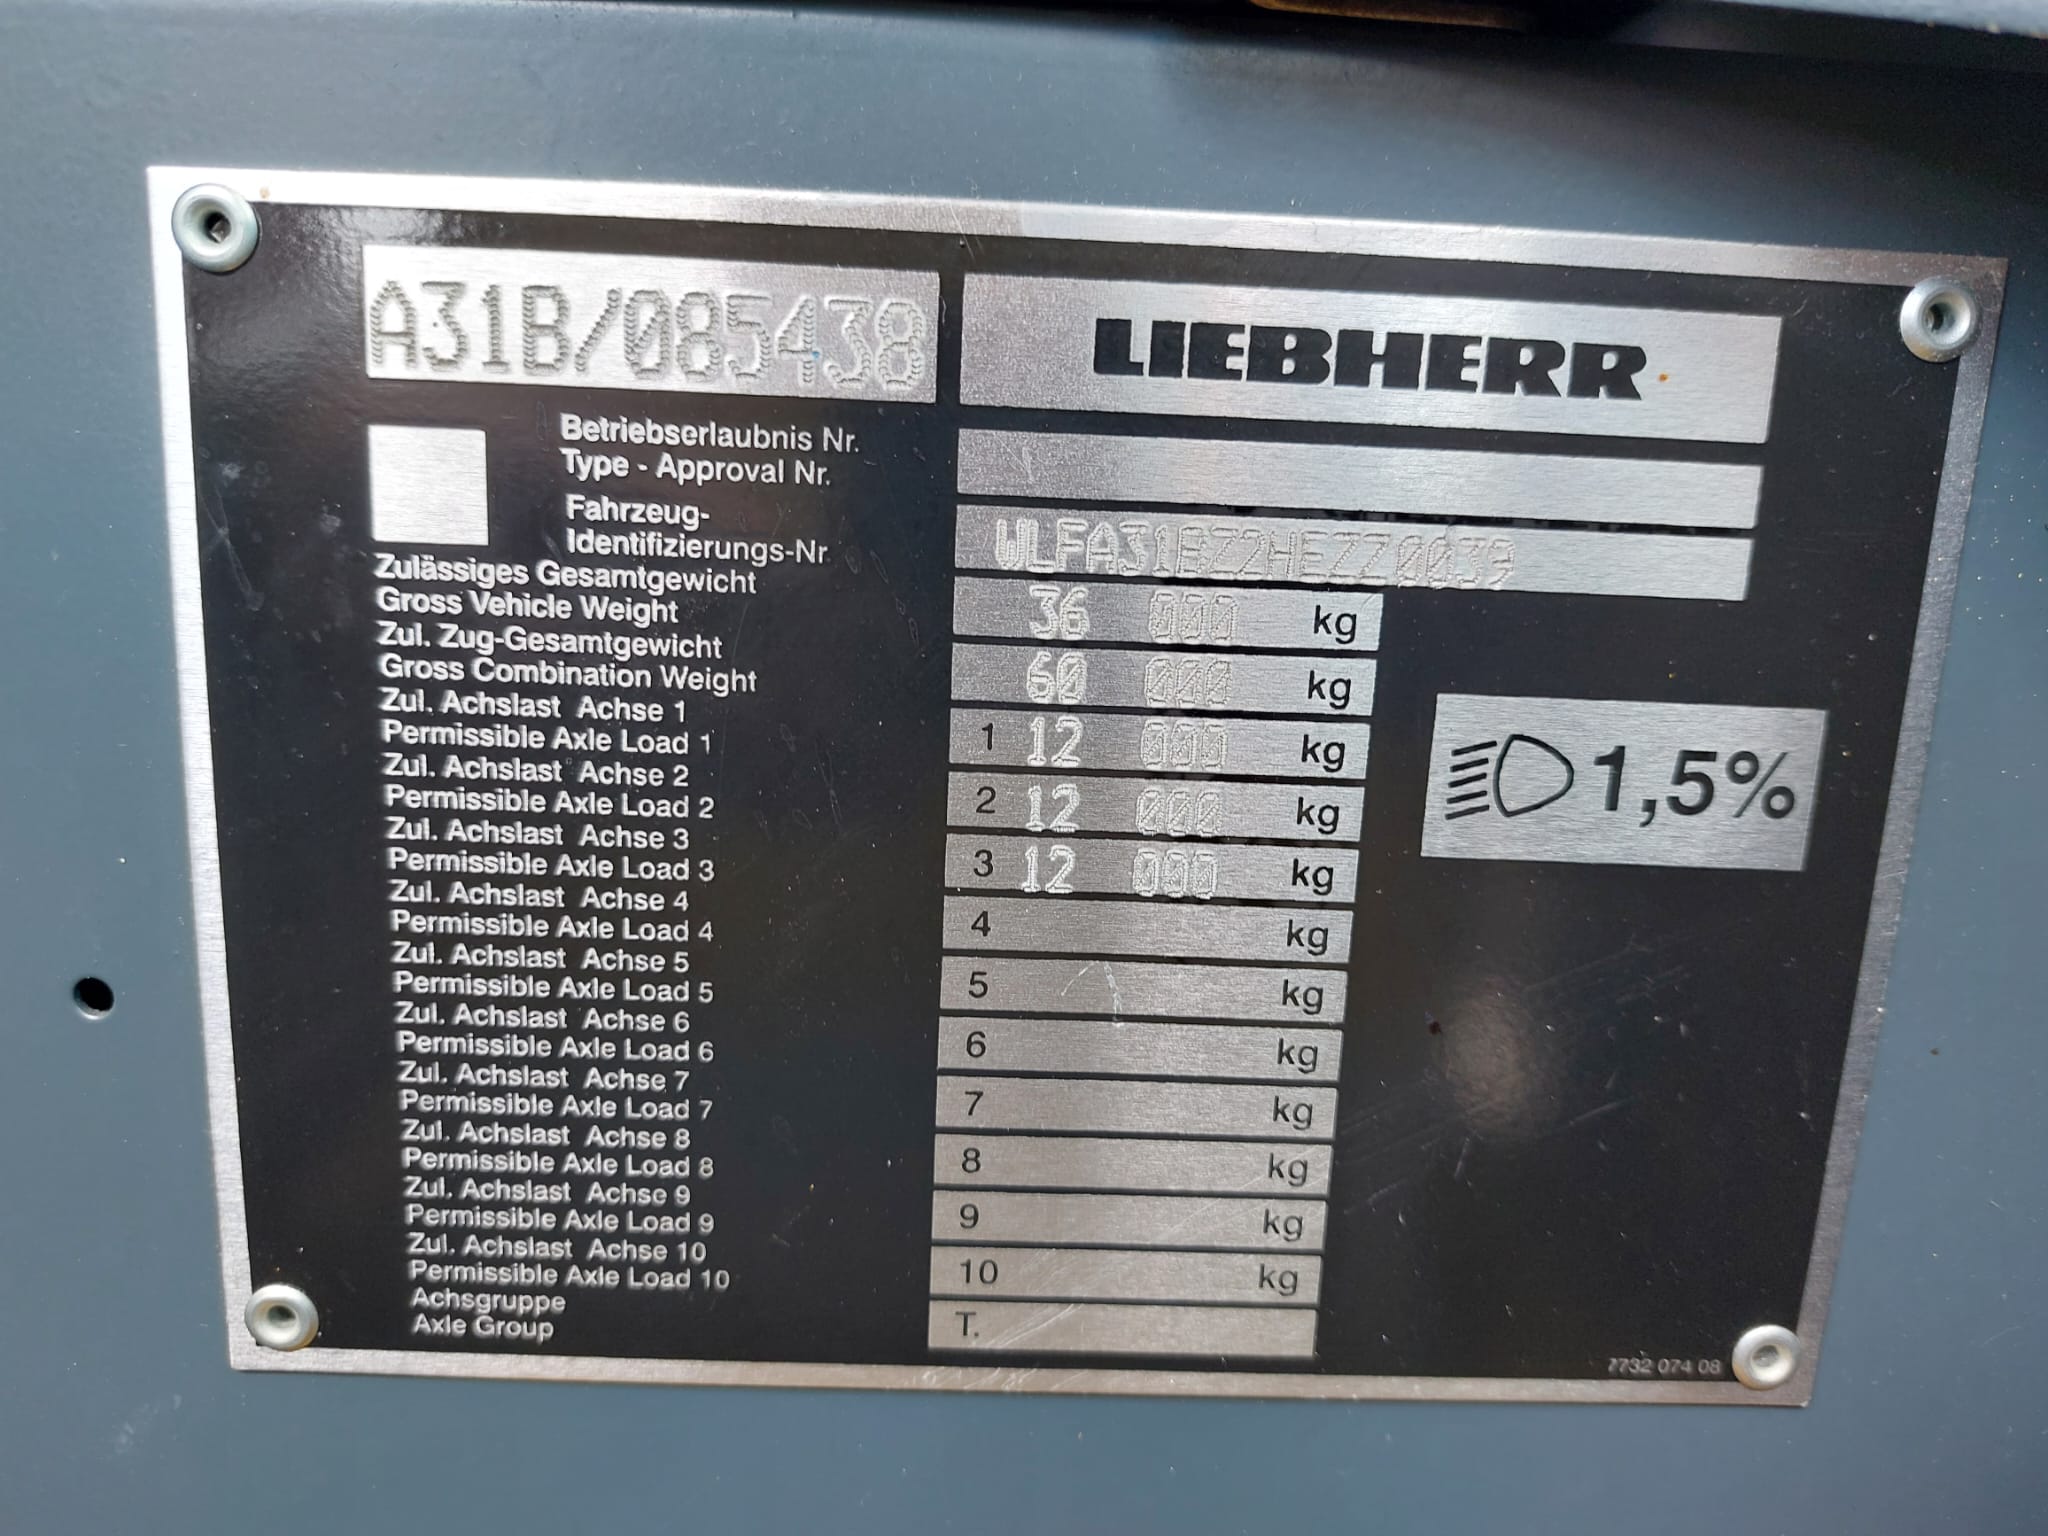 A31B/085438
LIEBHERR
Betriebserlaubnis Nr.
Type - Approval Nr.
Fahrzeug-
Identifizierungs-Nr. WLFA31BZ2HEZZ0039
Zulässiges Gesamtgewicht
Gross Vehicle Weight 36 000 kg
Zul. Zug-Gesamtgewicht
Gross Combination Weight 60 000 kg
Zul. Achslast Achse 1
Permissible Axle Load 1 1 12 000 kg
Zul. Achslast Achse 2
Permissible Axle Load 2 2 12 000 kg
Zul. Achslast Achse 3
Permissible Axle Load 3 3 12 000 kg
Zul. Achslast Achse 4
Permissible Axle Load 4 4 kg
Zul. Achslast Achse 5
Permissible Axle Load 5 5 kg
Zul. Achslast Achse 6
Permissible Axle Load 6 6 kg
Zul. Achslast Achse 7
Permissible Axle Load 7 7 kg
Zul. Achslast Achse 8
Permissible Axle Load 8 8 kg
Zul. Achslast Achse 9
Permissible Axle Load 9 9 kg
Zul. Achslast Achse 10
Permissible Axle Load 10 10 kg
Achsgruppe
Axle Group T.
1,5%
7732 074 08